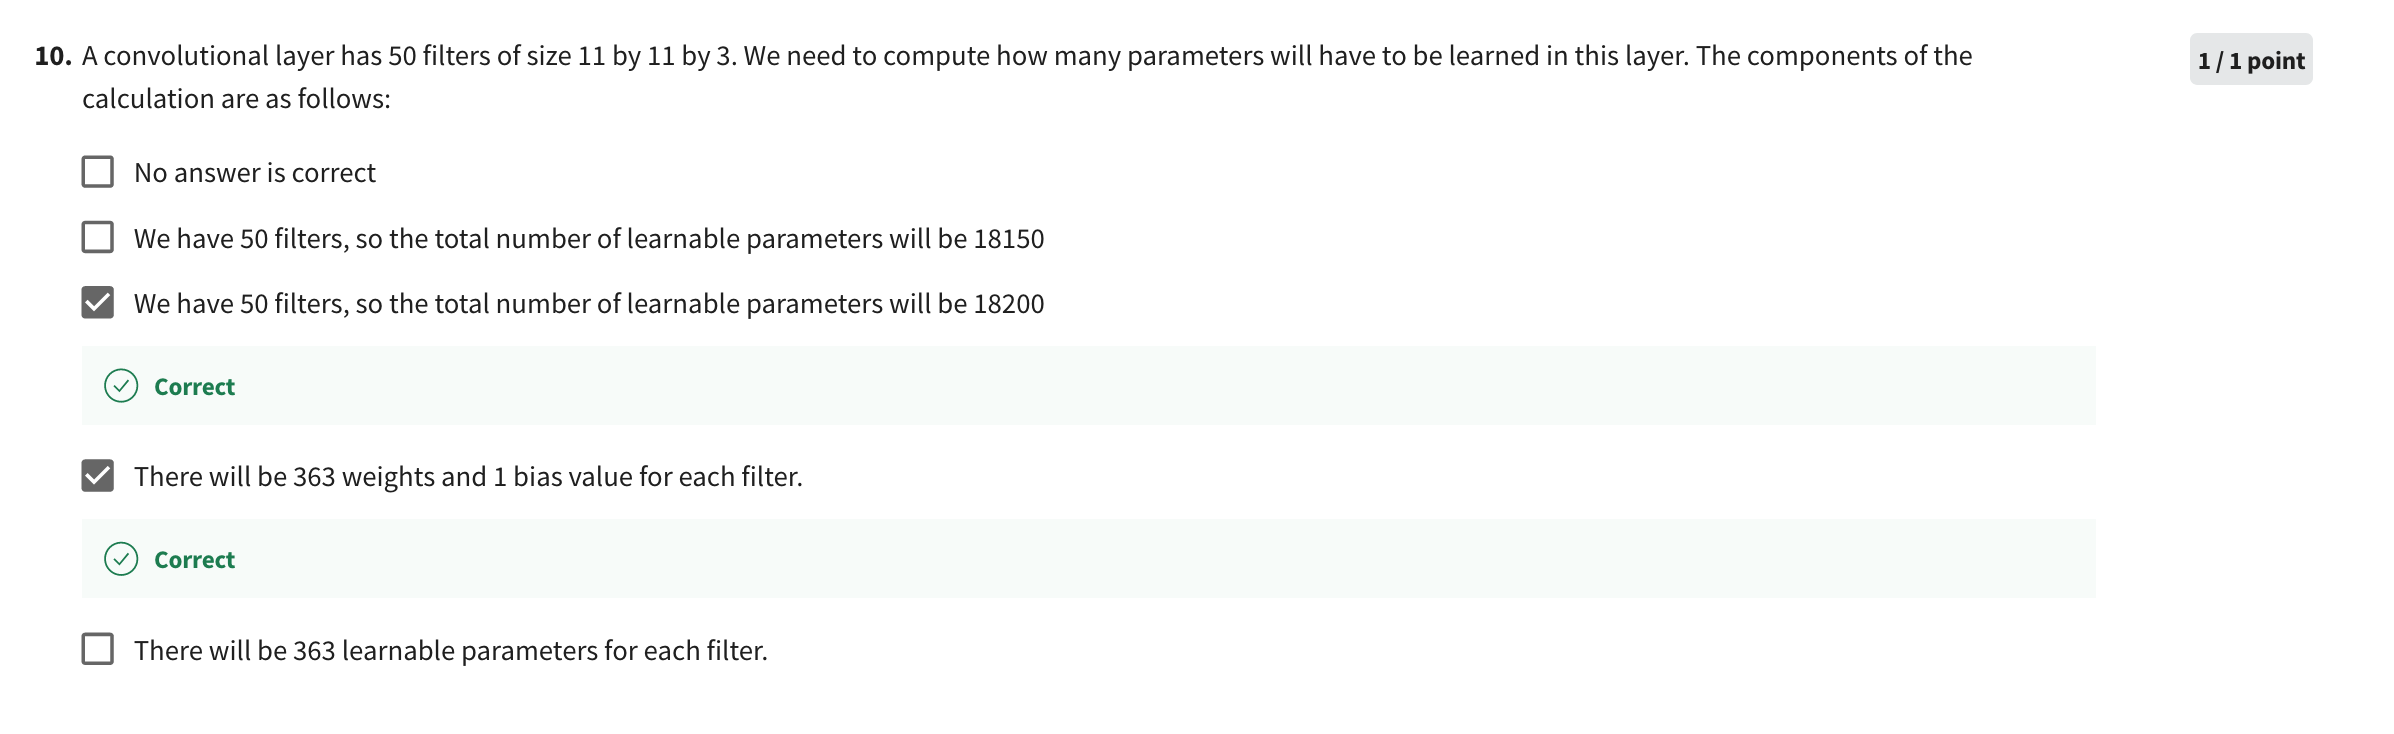 10. A convolutional layer has 50 filters of size 11 by 11 by 3. We need to compute how many parameters will have to be learned in this layer. The components of the
calculation are as follows:
1 / 1 point
No answer is correct
We have 50 filters, so the total number of learnable parameters will be 18150
We have 50 filters, so the total number of learnable parameters will be 18200
Correct
There will be 363 weights and 1 bias value for each filter.
Correct
There will be 363 learnable parameters for each filter.